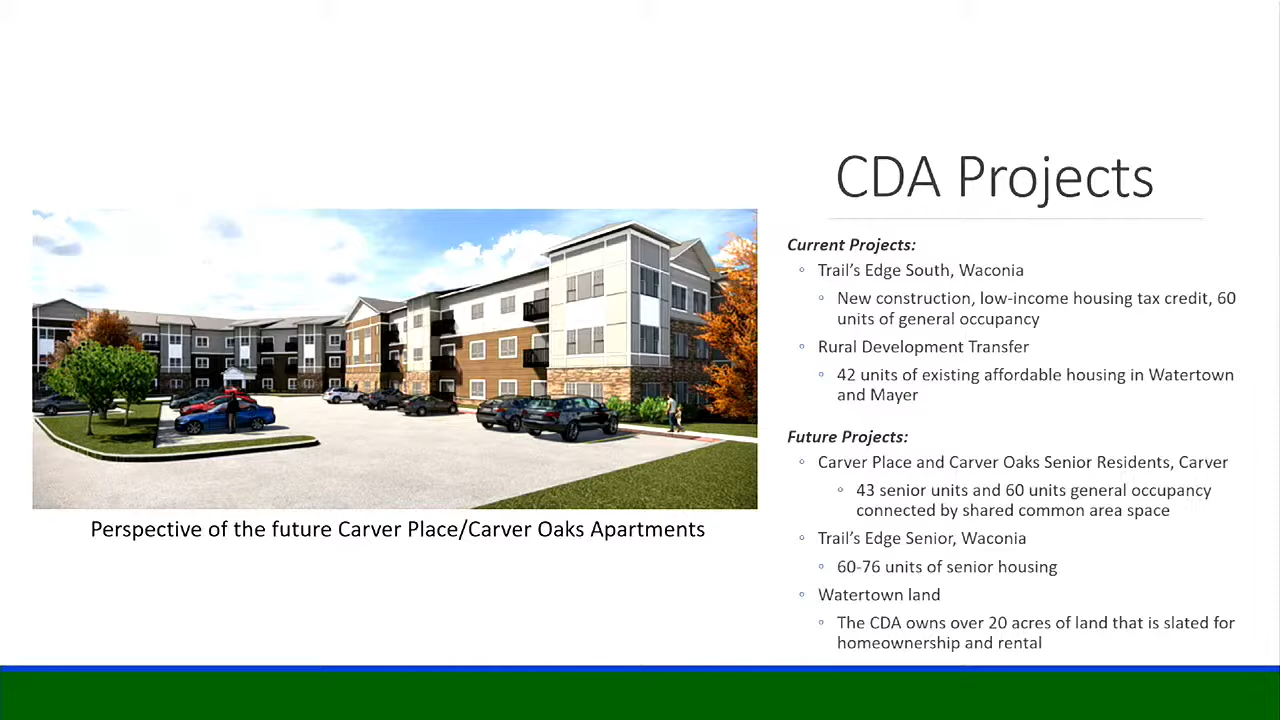 CDA Projects
Current Projects:
◦ Trail's Edge South, Waconia
◦ New construction, low-income housing tax credit, 60
units of general occupancy
◦ Rural Development Transfer
◦ 42 units of existing affordable housing in Watertown
and Mayer
Future Projects:
◦ Carver Place and Carver Oaks Senior Residents, Carver
◦ 43 senior units and 60 units general occupancy
connected by shared common area space
◦ Trail's Edge Senior, Waconia
◦ 60-76 units of senior housing
◦ Watertown land
◦ The CDA owns over 20 acres of land that is slated for
homeownership and rental
Perspective of the future Carver Place/Carver Oaks Apartments